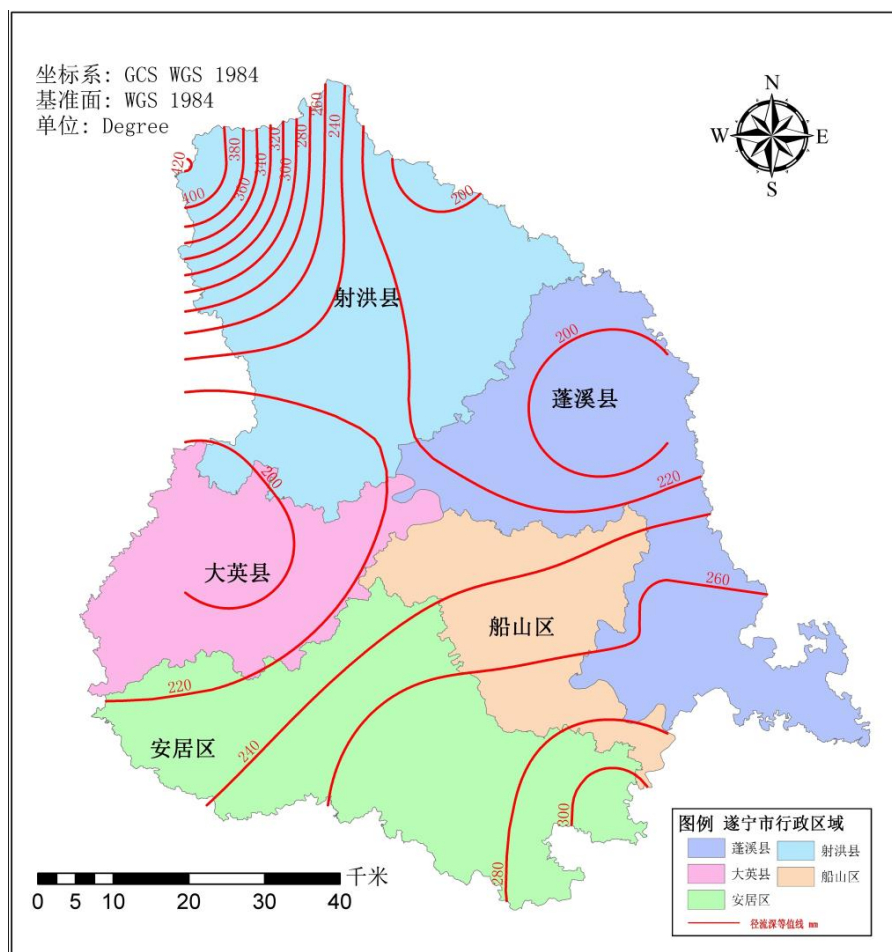 坐标系: GCS WGS 1984
基准面: WGS 1984
单位: Degree
N
W E
S
420
400
380
360
340
320
300
280
260
240
200
射洪县
200
蓬溪县
220
200
大英县
260
船山区
220
安居区
240
280
300
图例 遂宁市行政区域
蓬溪县 射洪县
大英县 船山区
安居区
径流深等值线 mm
千米
0 5 10 20 30 40